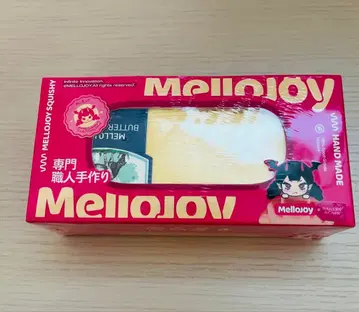 Infinite Innovation
@MELLOJOY All rights reserved
Mellojoy
MELLOJOY SQUISHY
MELLOJ
BUTTER
HAND MADE
専門
職人手作り
Mellojoy
Mellojoy